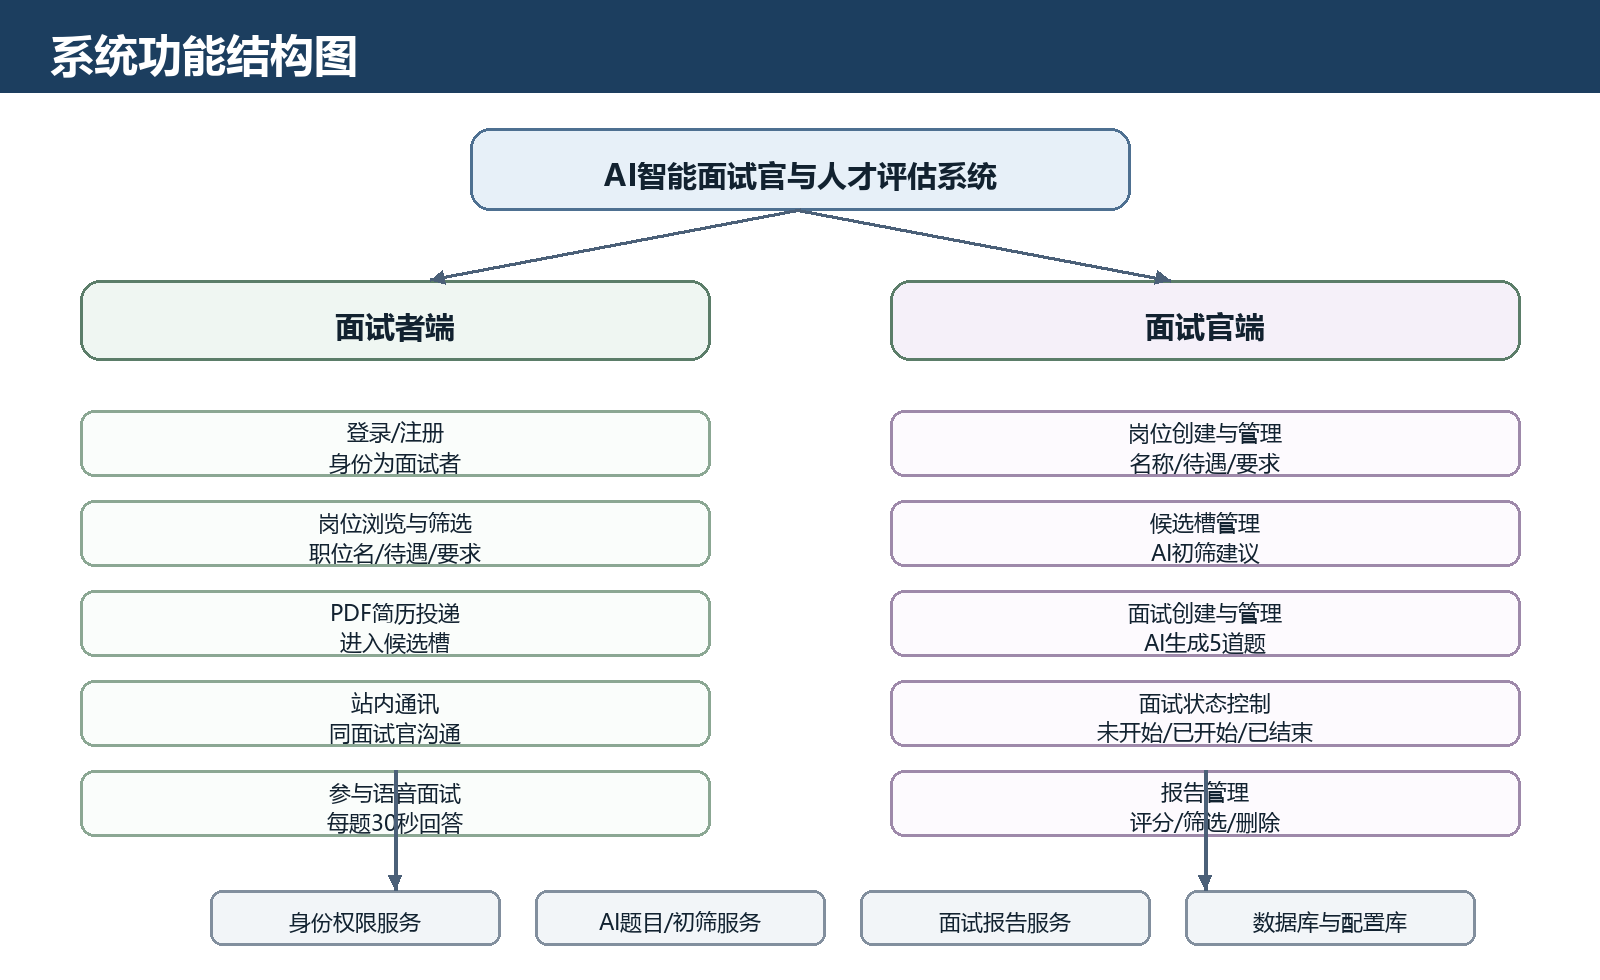 系统功能结构图
AI智能面试官与人才评估系统
面试者端
面试官端
登录/注册
身份为面试者
岗位浏览与筛选
职位名/待遇/要求
PDF简历投递
进入候选槽
站内通讯
同面试官沟通
参与语音面试
每题30秒回答
岗位创建与管理
名称/待遇/要求
候选槽管理
AI初筛建议
面试创建与管理
AI生成5道题
面试状态控制
未开始/已开始/已结束
报告管理
评分/筛选/删除
身份权限服务
AI题目/初筛服务
面试报告服务
数据库与配置库